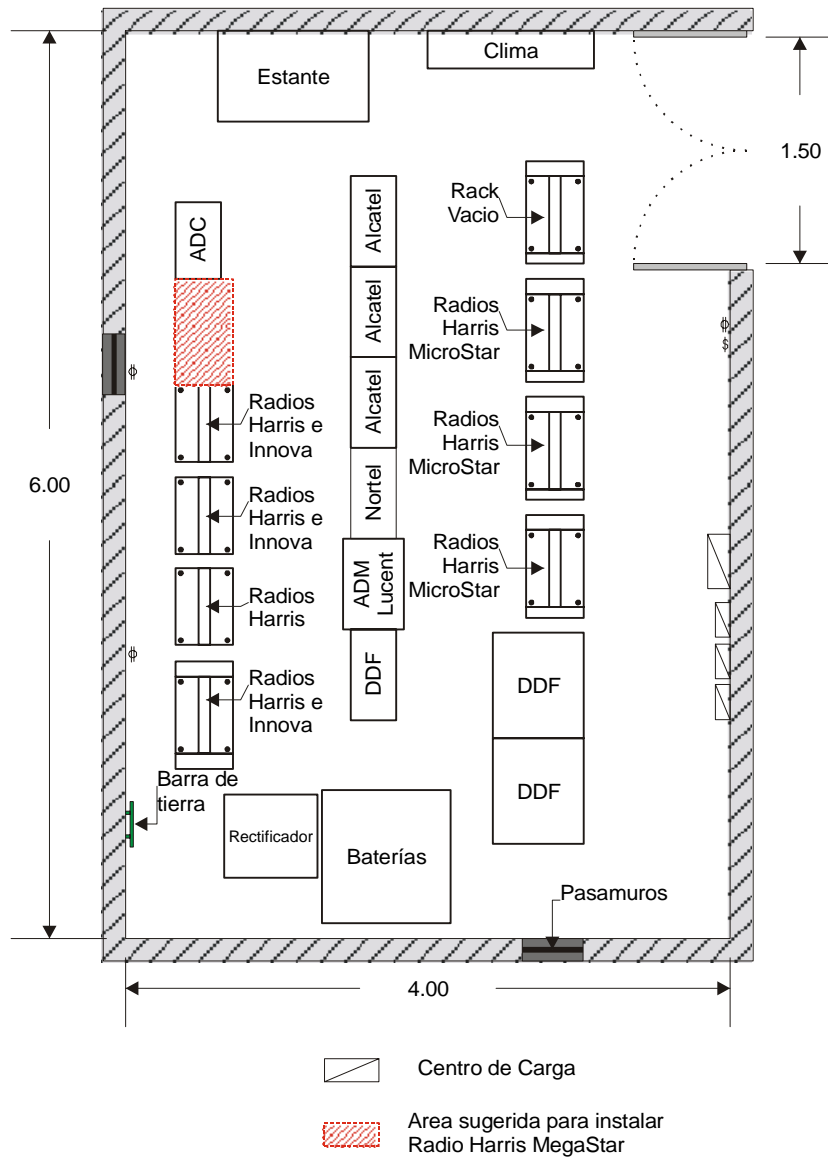 Estante
Clima
1.50
Rack
Vacio
ADC
Alcatel
Radios
Harris
MicroStar
Alcatel
Radios
Harris e
Innova
Alcatel
Radios
Harris
MicroStar
6.00
Radios
Harris e
Innova
Nortel
Radios
Harris
MicroStar
ADM
Lucent
Radios
Harris
DDF
DDF
Radios
Harris e
Innova
DDF
Barra de
tierra
Rectificador
Baterías
Pasamuros
4.00
Centro de Carga
Area sugerida para instalar
Radio Harris MegaStar
$